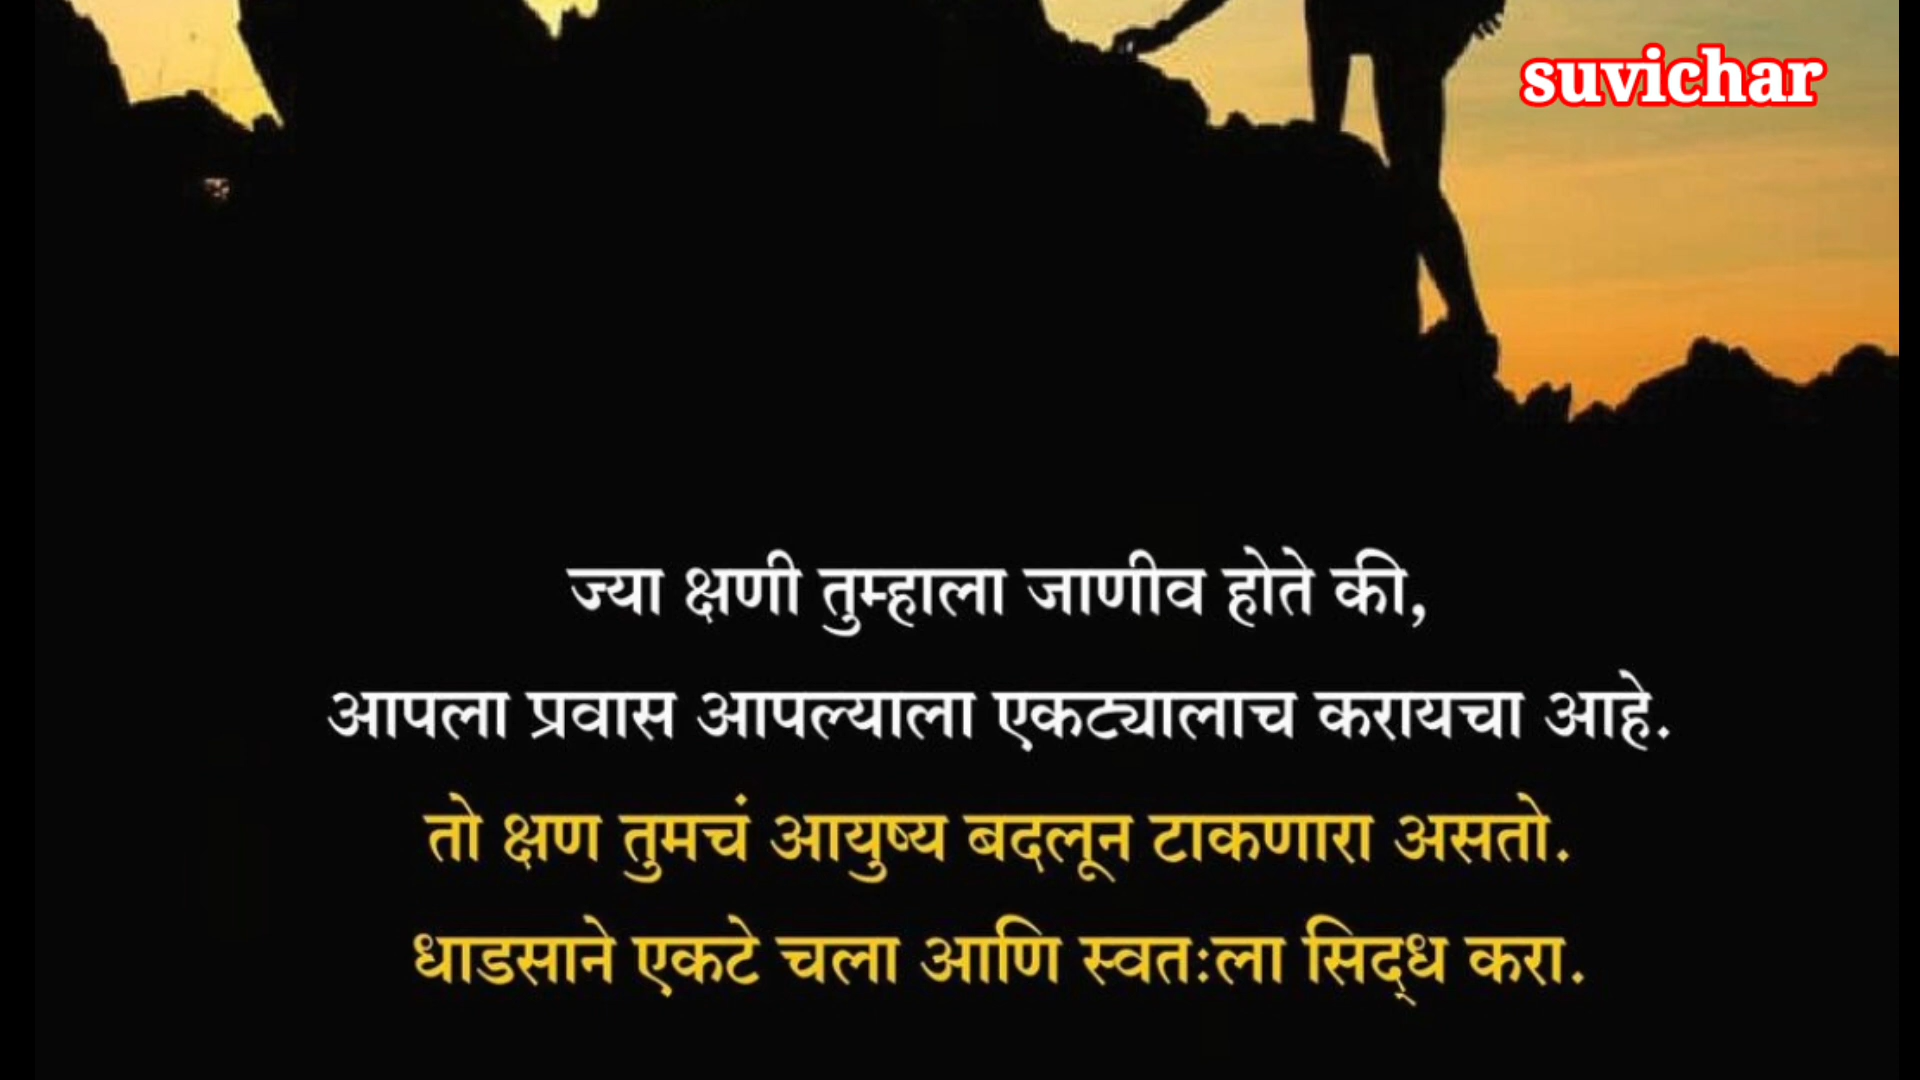 suvichar
ज्या क्षणी तुम्हाला जाणीव होते की,
आपला प्रवास आपल्याला एकट्यालाच करायचा आहे.
तो क्षण तुमचं आयुष्य बदलून टाकणारा असतो.
धाडसाने एकटे चला आणि स्वतःला सिद्ध करा.